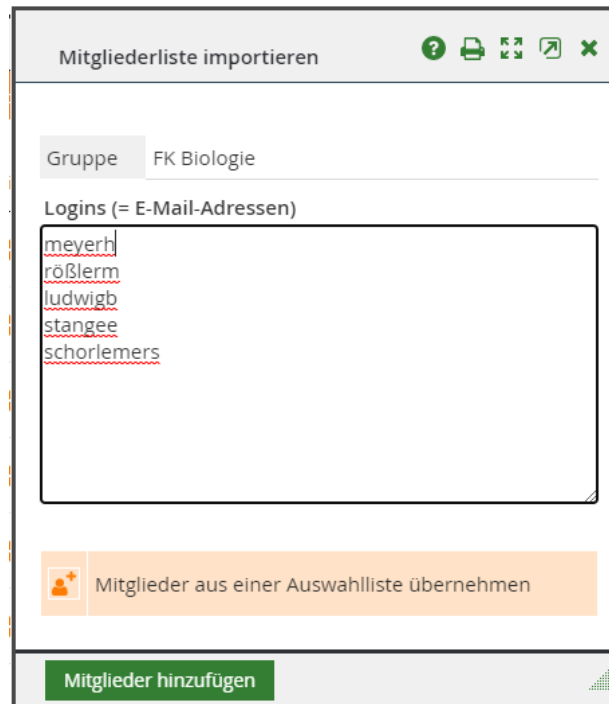 Mitgliederliste importieren
Gruppe FK Biologie
Logins (= E-Mail-Adressen)
meyerh
rößlerm
ludwigb
stangee
schorlemers
Mitglieder aus einer Auswahlliste übernehmen
Mitglieder hinzufügen